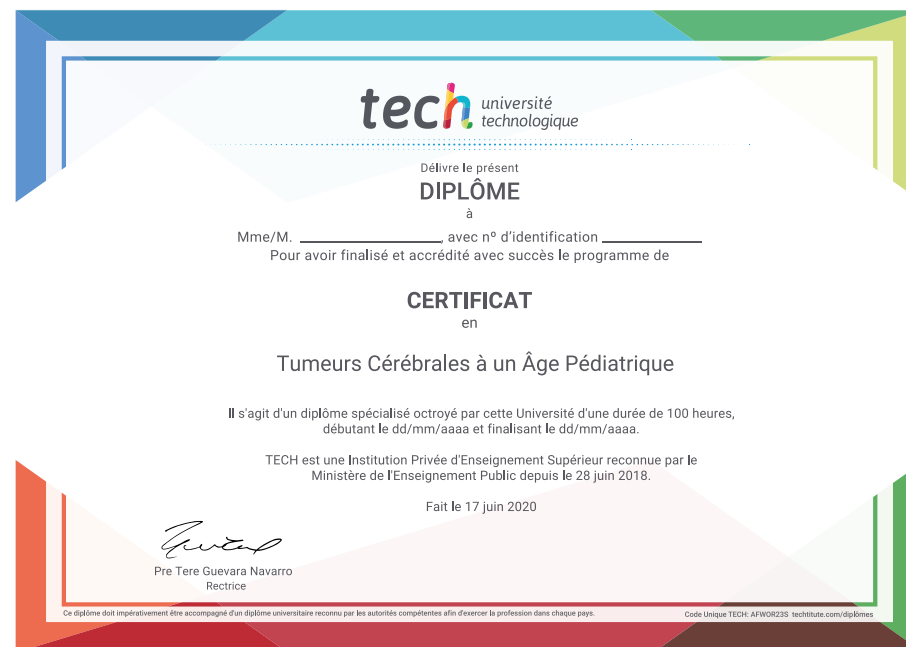 tech université
technologique
Délivre le présent
DIPLÔME
à
Mme/M. ____________________, avec nº d'identification ______________
Pour avoir finalisé et accrédité avec succès le programme de
CERTIFICAT
en
Tumeurs Cérébrales à un Âge Pédiatrique
Il s'agit d'un diplôme spécialisé octroyé par cette Université d'une durée de 100 heures,
débutant le dd/mm/aaaa et finalisant le dd/mm/aaaa.
TECH est une Institution Privée d'Enseignement Supérieur reconnue par le
Ministère de l'Enseignement Public depuis le 28 juin 2018.
Fait le 17 juin 2020
Pre Tere Guevara Navarro
Rectrice
Ce diplôme doit impérativement être accompagné d'un diplôme universitaire reconnu par les autorités compétentes afin d'exercer la profession dans chaque pays.
Code Unique TECH: AFWOR23S techtitute.com/diplômes